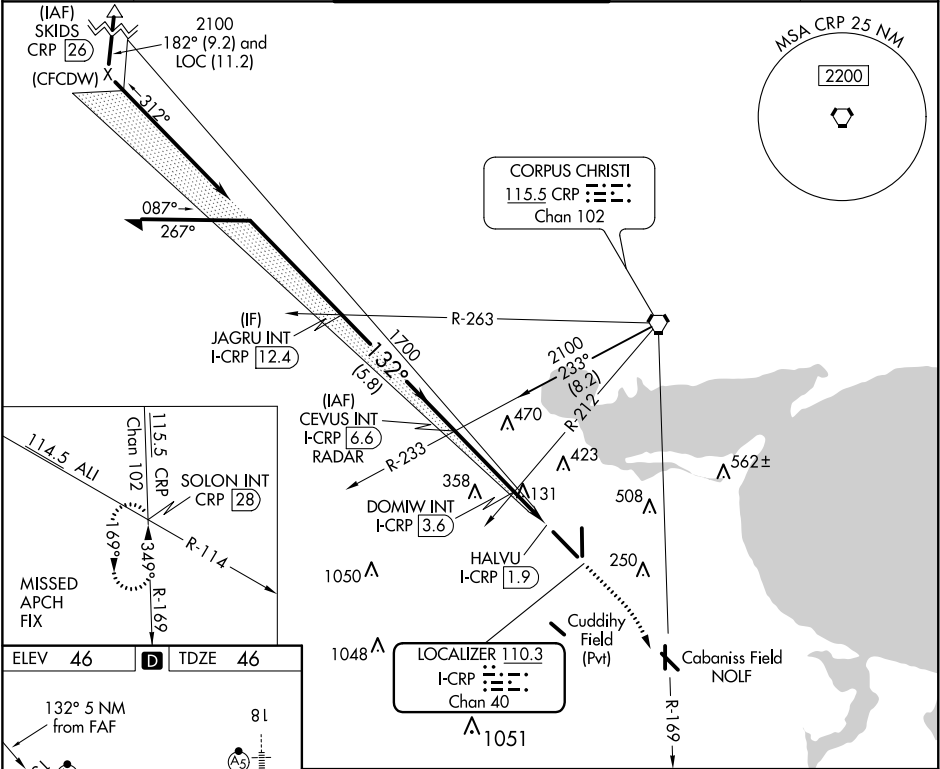 (IAF)
SKIDS
CRP 26
(CFCDW)
2100
182° (9.2) and
LOC (11.2)
312°
MSA CRP 25 NM
2200
CORPUS CHRISTI
115.5 CRP
Chan 102
087°
267°
(IF)
JAGRU INT
I-CRP 12.4
R-263
1700
132°
(5.8)
2100
233°
(8.2)
R-212
(IAF)
CEVUS INT
I-CRP 6.6
RADAR
R-233
470
423
562±
358
131
508
DOMIW INT
I-CRP 3.6
HALVU
I-CRP 1.9
250
1050
1048
Cuddihy
Field
(Pvt)
Cabaniss Field
NOLF
R-169
LOCALIZER 110.3
I-CRP
Chan 40
1051
114.5 ALI
115.5 CRP
Chan 102
SOLON INT
CRP 28
R-114
169°
349°
R-169
MISSED
APCH
FIX
ELEV 46
D
TDZE 46
132° 5 NM
from FAF
18
A5